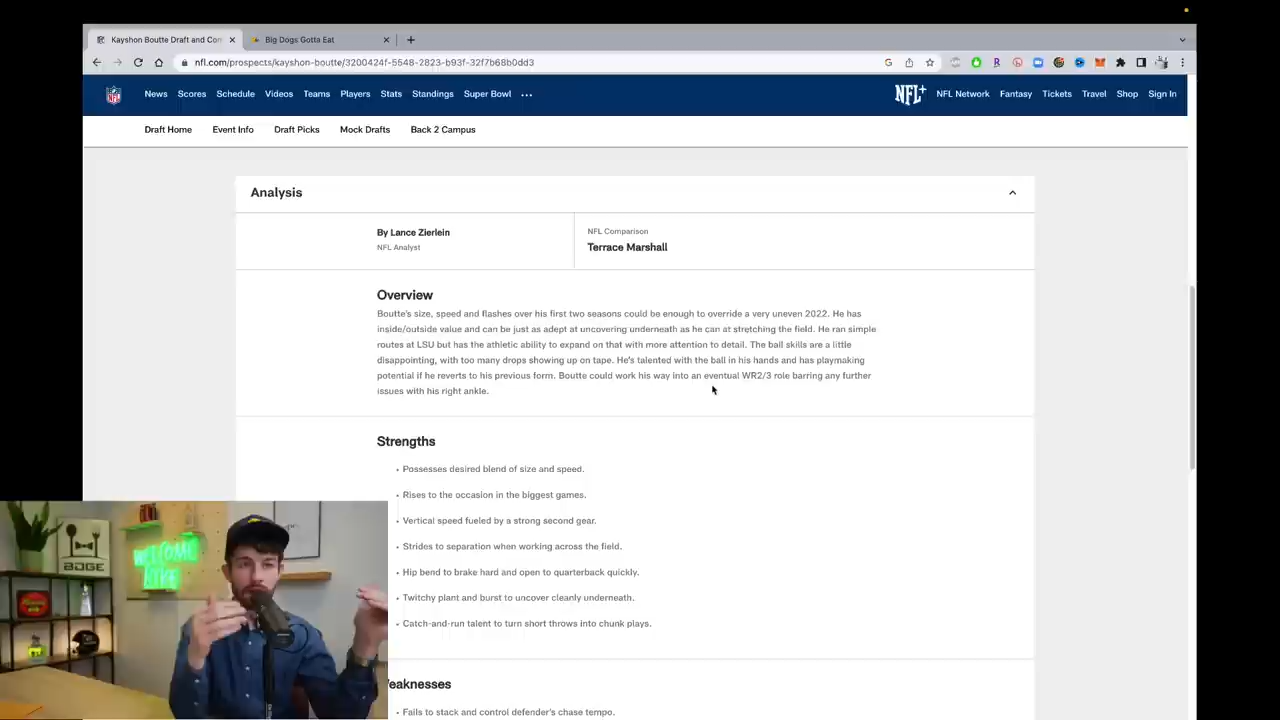 Kayshon Boutte Draft and Com
Big Dogs Gotta Eat
nfl.com/prospects/kayshon-boutte/3200424f-5548-2823-b93f-32f7b68b0dd3
News Scores Schedule Videos Teams Players Stats Standings Super Bowl ...
NFL+ NFL Network Fantasy Tickets Travel Shop Sign In
Draft Home Event Info Draft Picks Mock Drafts Back 2 Campus
Analysis
By Lance Zierlein
NFL Analyst
NFL Comparison
Terrace Marshall
Overview
Boutte's size, speed and flashes over his first two seasons could be enough to override a very uneven 2022. He has
inside/outside value and can be just as adept at uncovering underneath as he can at stretching the field. He ran simple
routes at LSU but has the athletic ability to expand on that with more attention to detail. The ball skills are a little
disappointing, with too many drops showing up on tape. He's talented with the ball in his hands and has playmaking
potential if he reverts to his previous form. Boutte could work his way into an eventual WR2/3 role barring any further
issues with his right ankle.
Strengths
• Possesses desired blend of size and speed.
• Rises to the occasion in the biggest games.
• Vertical speed fueled by a strong second gear.
• Strides to separation when working across the field.
• Hip bend to brake hard and open to quarterback quickly.
• Twitchy plant and burst to uncover cleanly underneath.
• Catch-and-run talent to turn short throws into chunk plays.
eaknesses
• Fails to stack and control defender's chase tempo.
BDGE
WELCOME